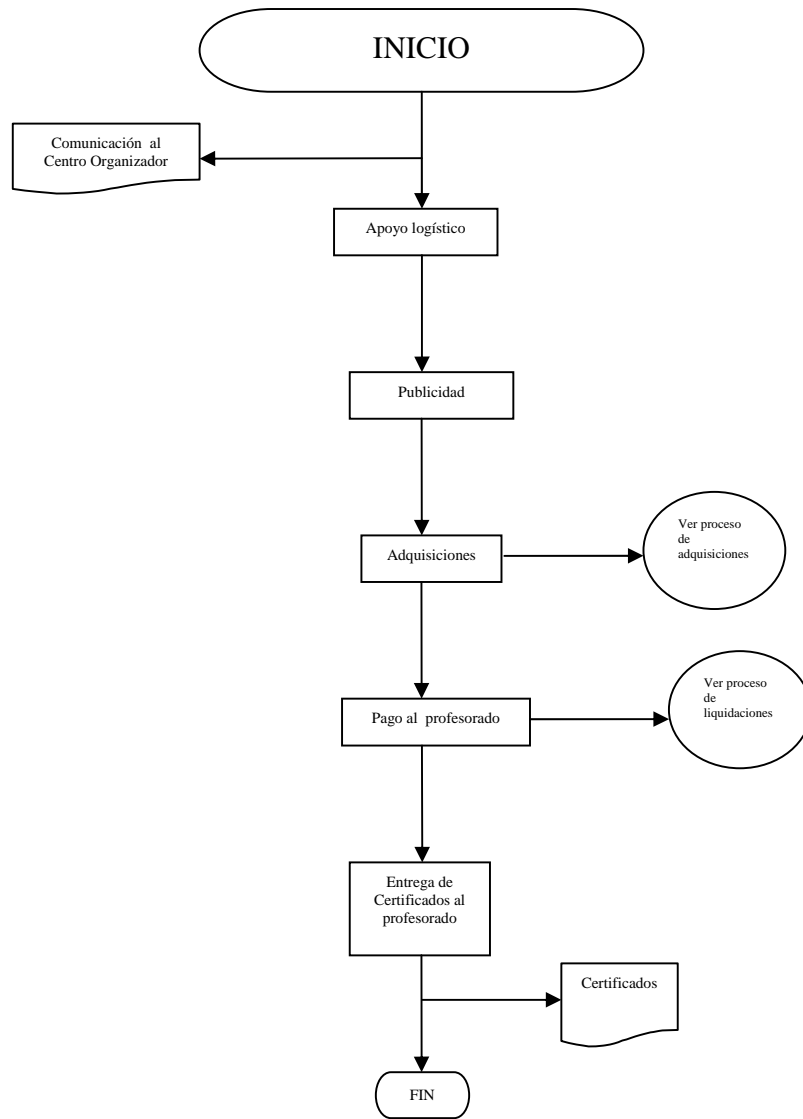 INICIO
Comunicación al
Centro Organizador
Apoyo logístico
Publicidad
Adquisiciones
Ver proceso
de
adquisiciones
Pago al profesorado
Ver proceso
de
liquidaciones
Entrega de
Certificados al
profesorado
Certificados
FIN